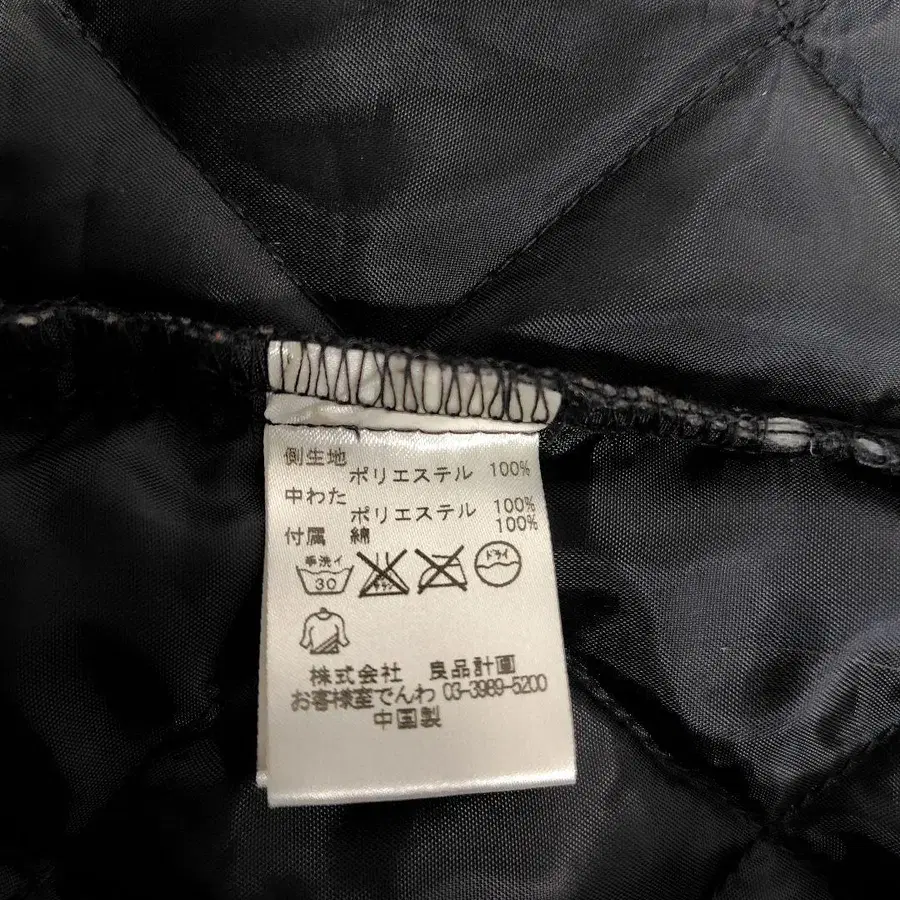 側生地
ポリエステル 100%
中わた
ポリエステル 100%
付属 綿 100%
手洗イ 30 ドライ
株式会社 良品計画
お客様室でんわ 03-3989-5200
中国製